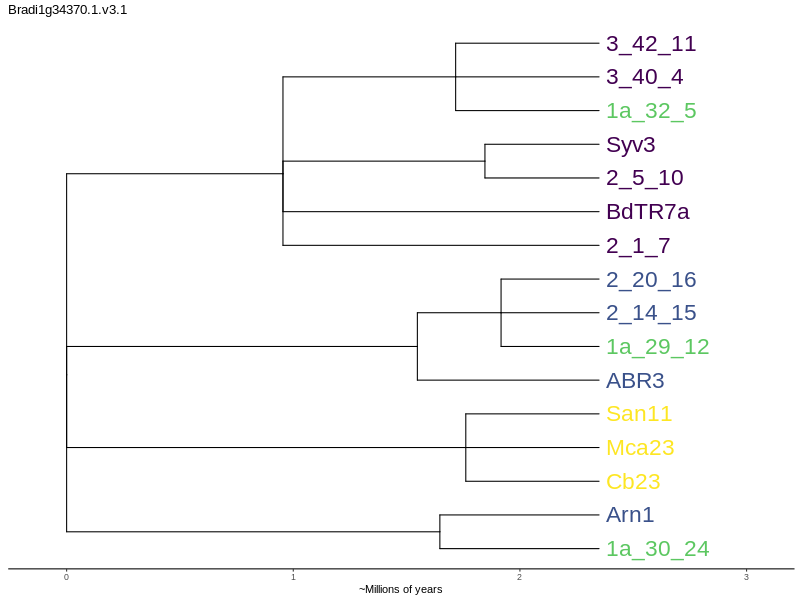 Bradi1g34370.1.v3.1
3_42_11
3_40_4
1a_32_5
Syv3
2_5_10
BdTR7a
2_1_7
2_20_16
2_14_15
1a_29_12
ABR3
San11
Mca23
Cb23
Arn1
1a_30_24
0 1 2 3
~Millions of years